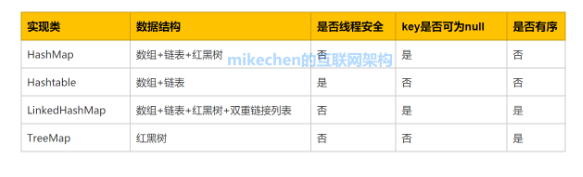 实现类 数据结构 是否线程安全 key是否可为null 是否有序
HashMap 数组+链表+红黑树 否 是 否
mikechen的互联网架构
Hashtable 数组+链表 是 否 否
LinkedHashMap 数组+链表+红黑树+双重链接列表 否 是 是
TreeMap 红黑树 否 否 是